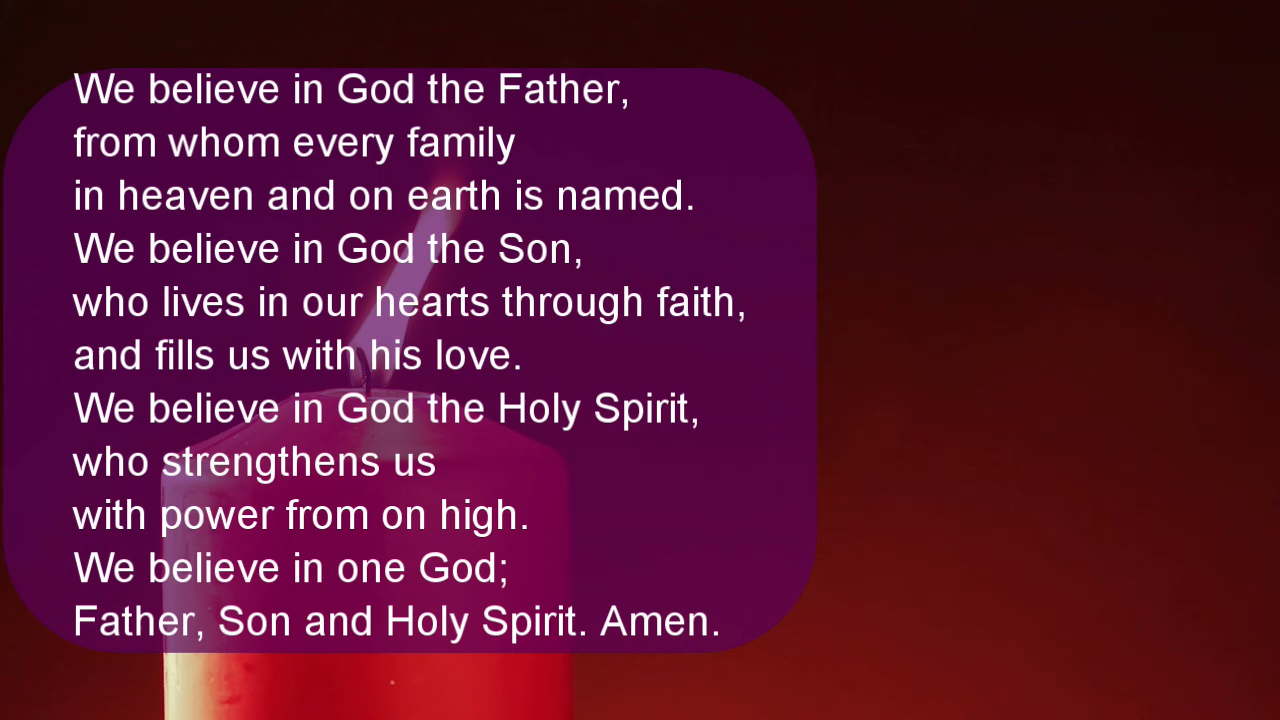 We believe in God the Father,
from whom every family
in heaven and on earth is named.
We believe in God the Son,
who lives in our hearts through faith,
and fills us with his love.
We believe in God the Holy Spirit,
who strengthens us
with power from on high.
We believe in one God;
Father, Son and Holy Spirit. Amen.